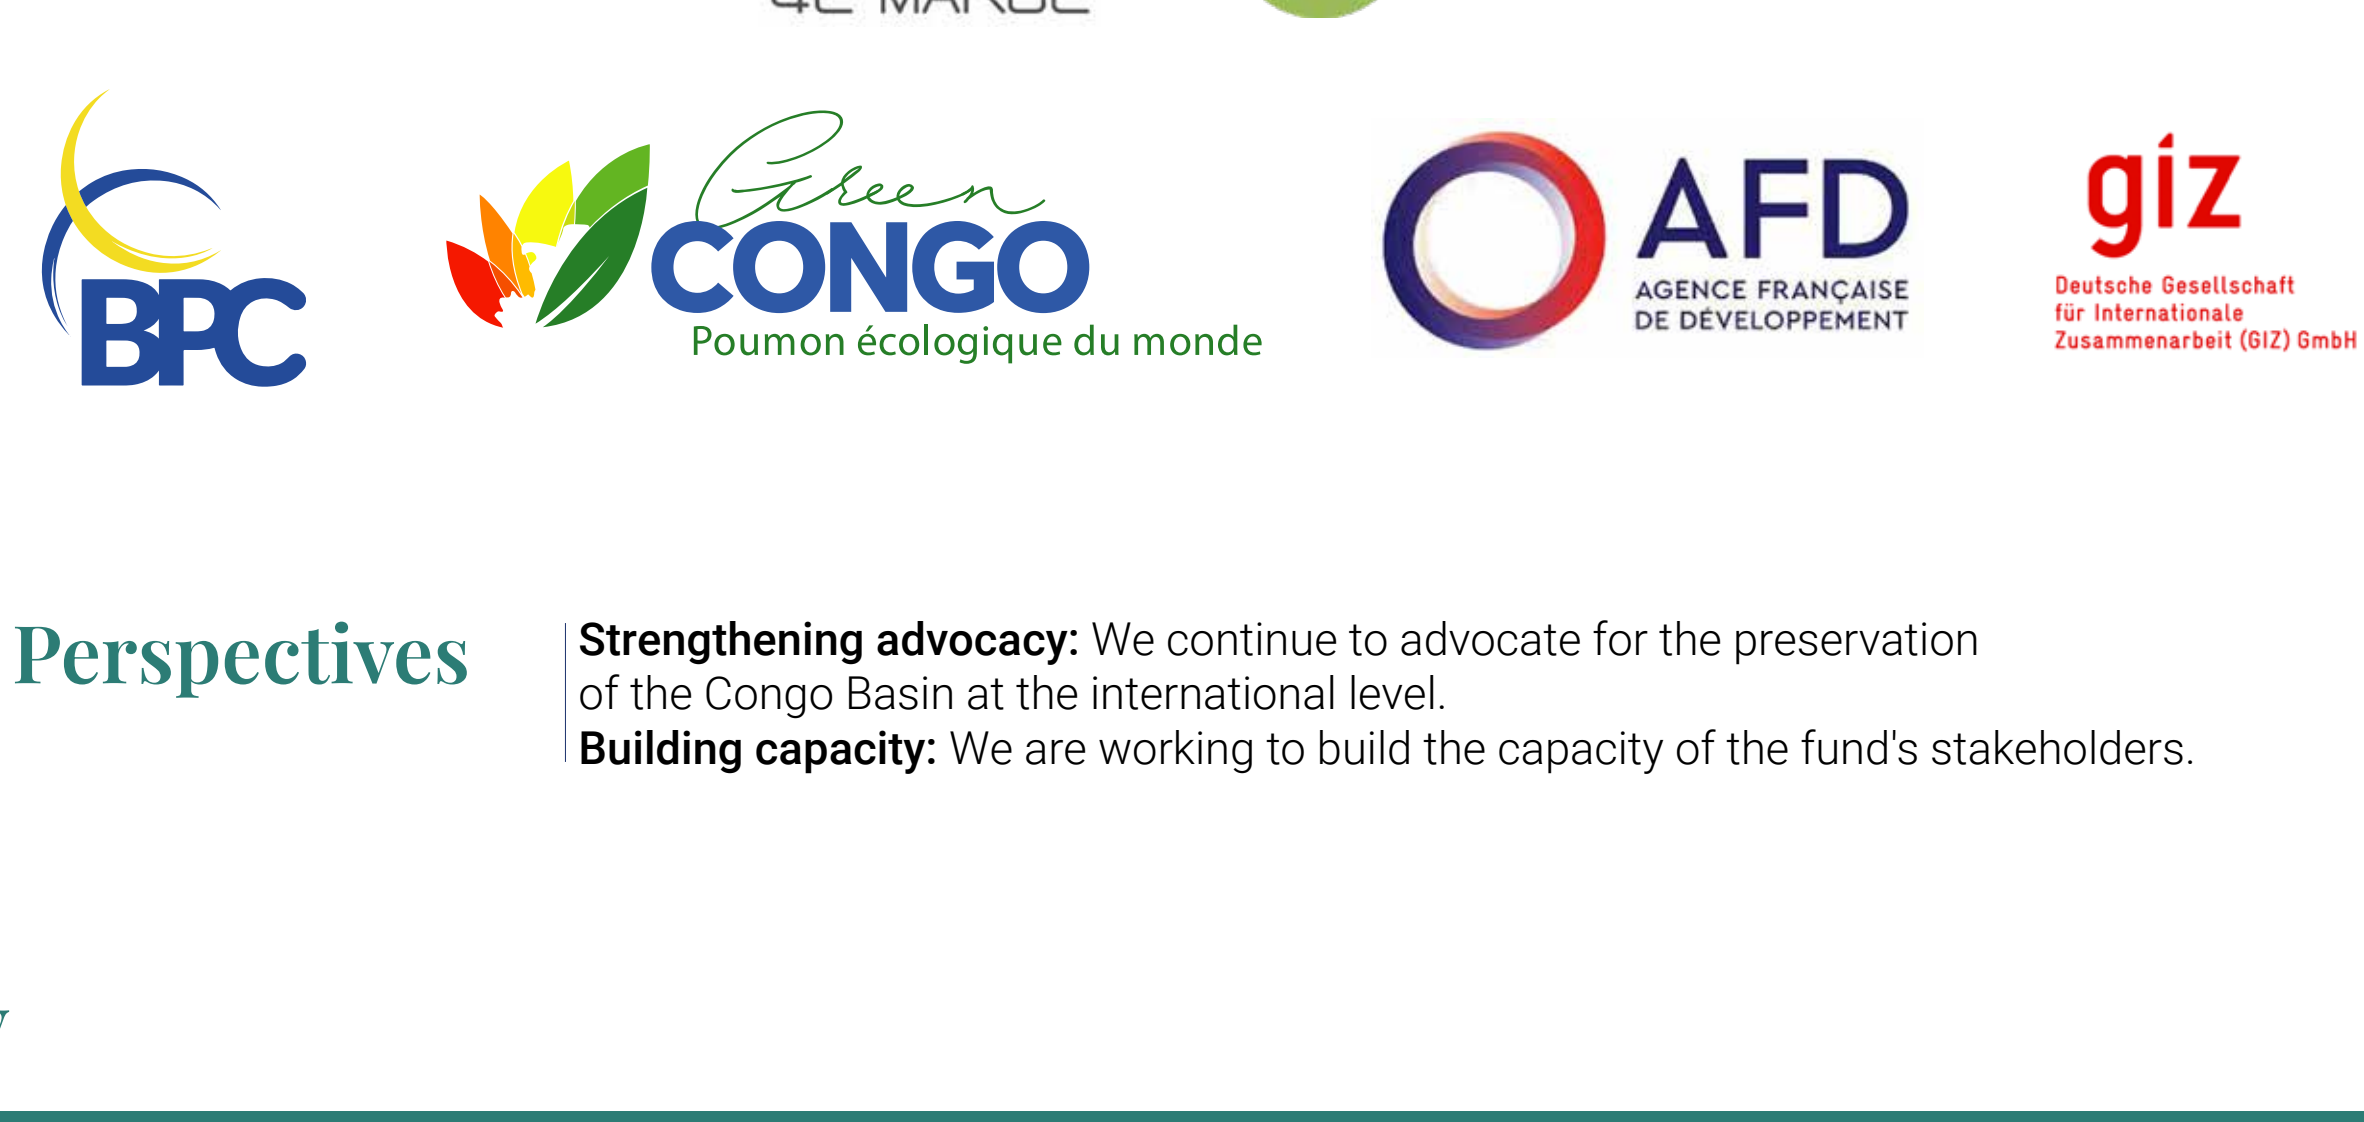 BPC
Green
CONGO
Poumon écologique du monde
AFD
AGENCE FRANÇAISE
DE DÉVELOPPEMENT
giz
Deutsche Gesellschaft
für Internationale
Zusammenarbeit (GIZ) GmbH
Perspectives
Strengthening advocacy: We continue to advocate for the preservation
of the Congo Basin at the international level.
Building capacity: We are working to build the capacity of the fund's stakeholders.